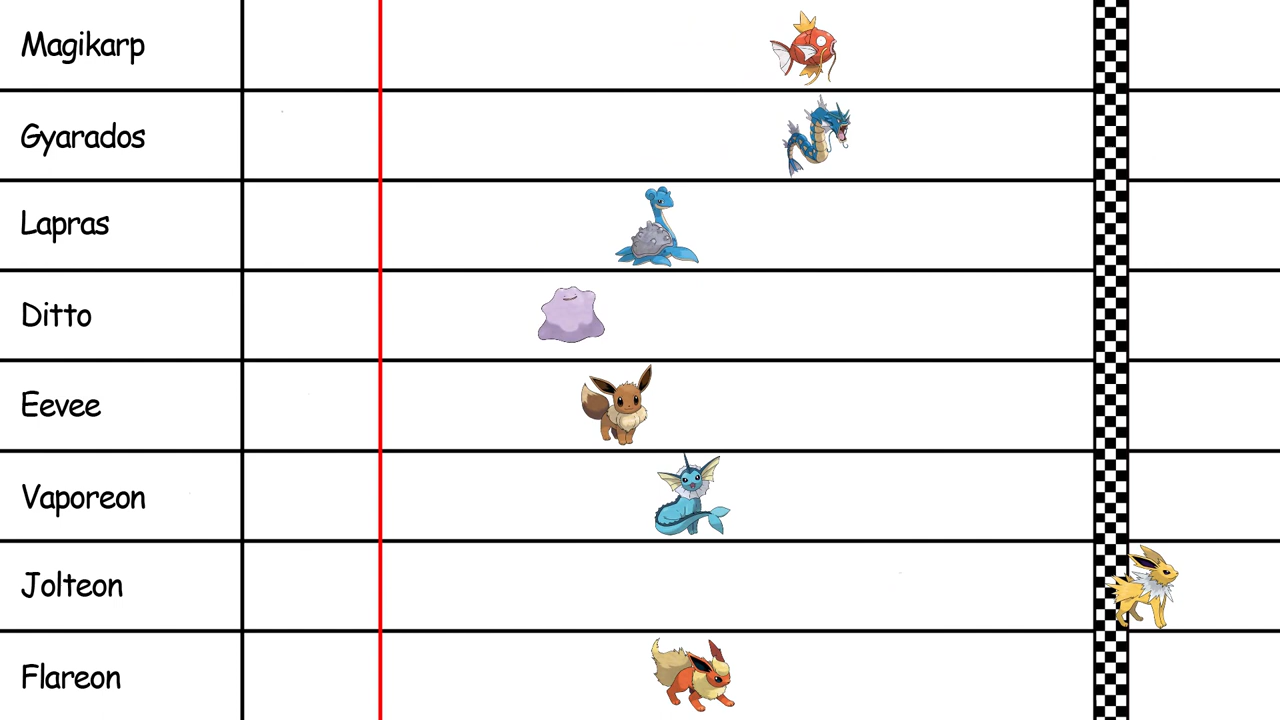 Magikarp
Gyarados
Lapras
Ditto
Eevee
Vaporeon
Jolteon
Flareon